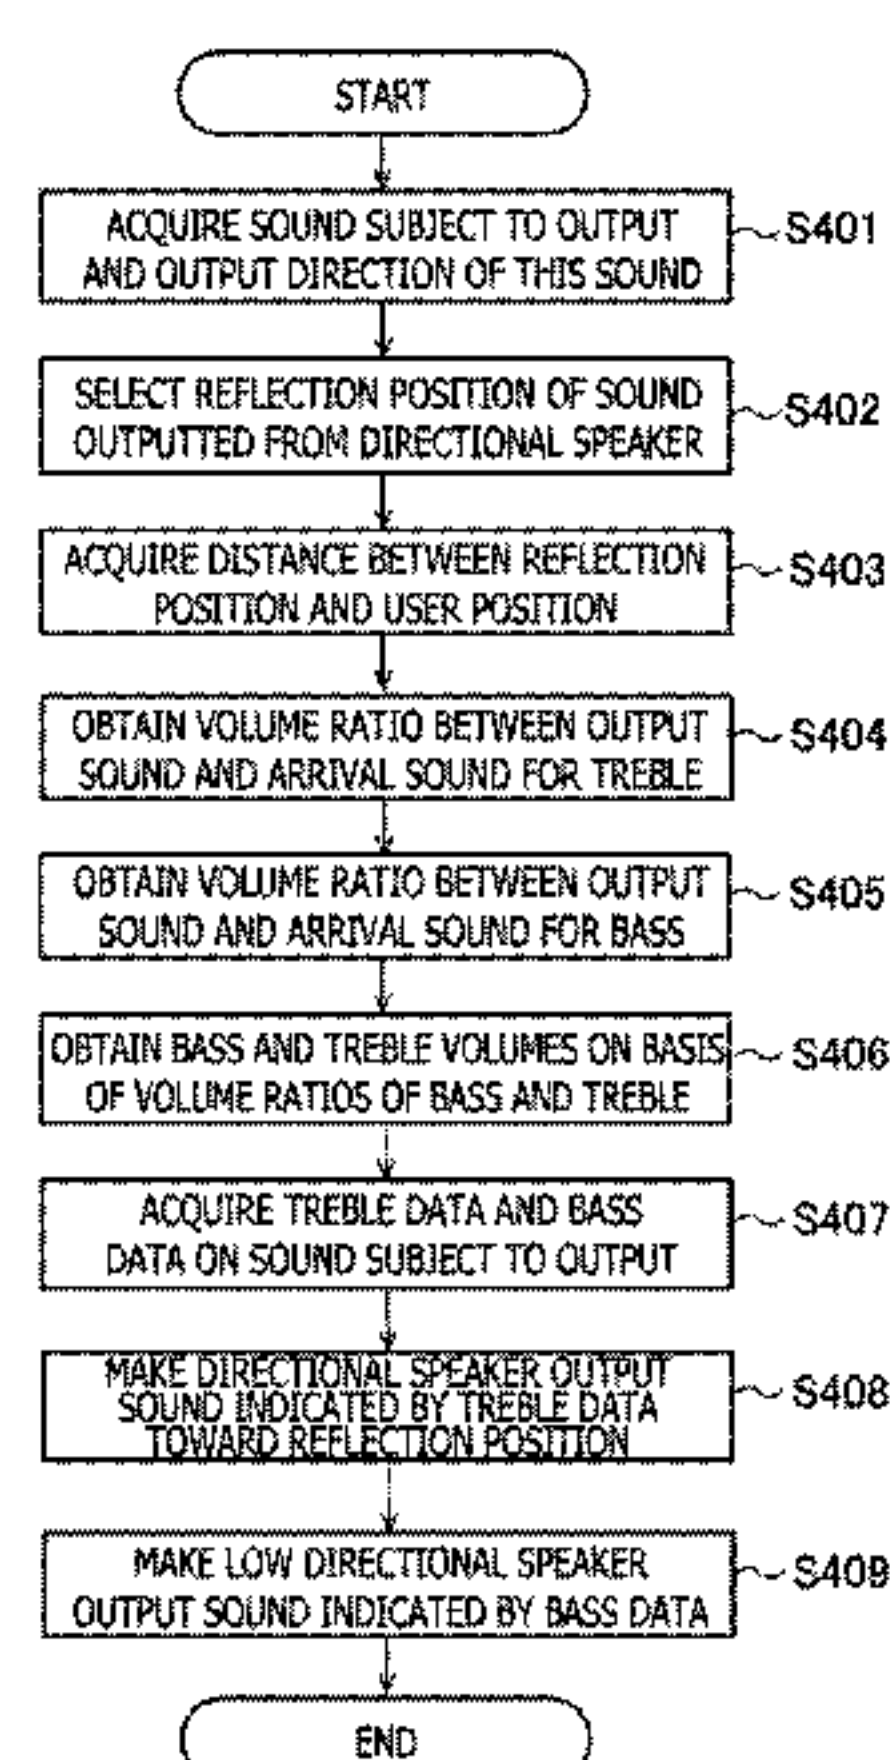 START
ACQUIRE SOUND SUBJECT TO OUTPUT
AND OUTPUT DIRECTION OF THIS SOUND
S401
SELECT REFLECTION POSITION OF SOUND
OUTPUTTED FROM DIRECTIONAL SPEAKER
S402
ACQUIRE DISTANCE BETWEEN REFLECTION
POSITION AND USER POSITION
S403
OBTAIN VOLUME RATIO BETWEEN OUTPUT
SOUND AND ARRIVAL SOUND FOR TREBLE
S404
OBTAIN VOLUME RATIO BETWEEN OUTPUT
SOUND AND ARRIVAL SOUND FOR BASS
S405
OBTAIN BASS AND TREBLE VOLUMES ON BASIS
OF VOLUME RATIOS OF BASS AND TREBLE
S406
ACQUIRE TREBLE DATA AND BASS
DATA ON SOUND SUBJECT TO OUTPUT
S407
MAKE DIRECTIONAL SPEAKER OUTPUT
SOUND INDICATED BY TREBLE DATA
TOWARD REFLECTION POSITION
S408
MAKE LOW DIRECTIONAL SPEAKER
OUTPUT SOUND INDICATED BY BASS DATA
S409
END